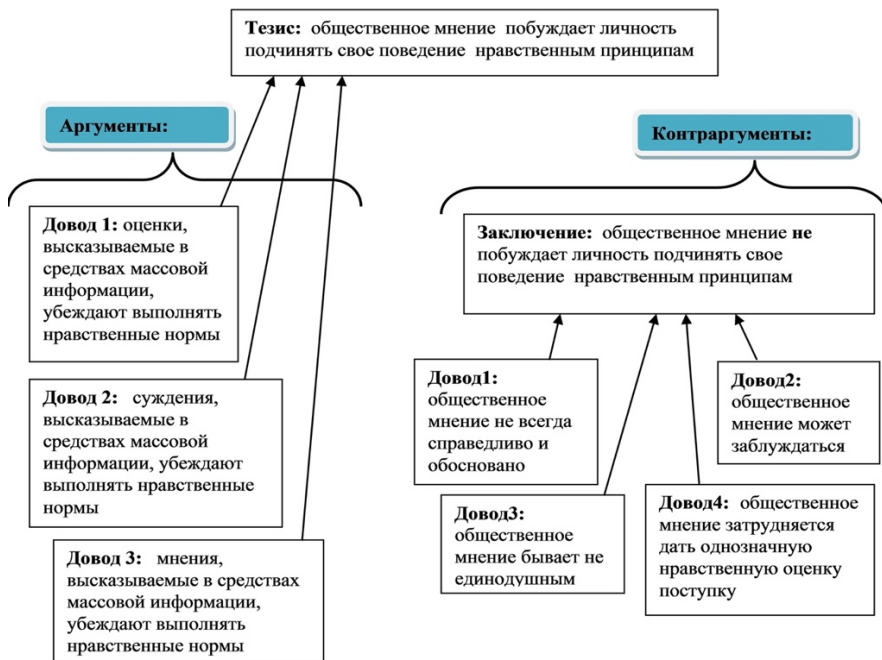 Тезис: общественное мнение побуждает личность
подчинять свое поведение нравственным принципам
Аргументы:
Довод 1: оценки,
высказываемые в
средствах массовой
информации,
убеждают выполнять
нравственные нормы
Довод 2: суждения,
высказываемые в
средствах массовой
информации, убеждают
выполнять нравственные
нормы
Довод 3: мнения,
высказываемые в средствах
массовой информации,
убеждают выполнять
нравственные нормы
Контраргументы:
Заключение: общественное мнение не
побуждает личность подчинять свое
поведение нравственным принципам
Довод1:
общественное
мнение не всегда
справедливо и
обосновано
Довод2:
общественное
мнение может
заблуждаться
Довод3:
общественное
мнение бывает не
единодушным
Довод4: общественное
мнение затрудняется
дать однозначную
нравственную оценку
поступку